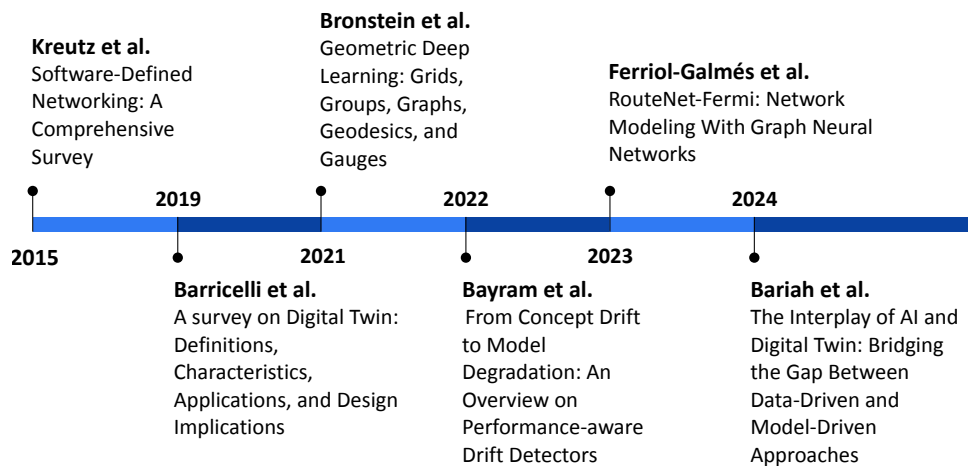 Kreutz et al.
Software-Defined
Networking: A
Comprehensive
Survey
Bronstein et al.
Geometric Deep
Learning: Grids,
Groups, Graphs,
Geodesics, and
Gauges
Ferriol-Galmés et al.
RouteNet-Fermi: Network
Modeling With Graph Neural
Networks
2019
2022
2024
2015
2021
2023
Barricelli et al.
A survey on Digital Twin:
Definitions,
Characteristics,
Applications, and Design
Implications
Bayram et al.
From Concept Drift
to Model
Degradation: An
Overview on
Performance-aware
Drift Detectors
Bariah et al.
The Interplay of AI and
Digital Twin: Bridging
the Gap Between
Data-Driven and
Model-Driven
Approaches